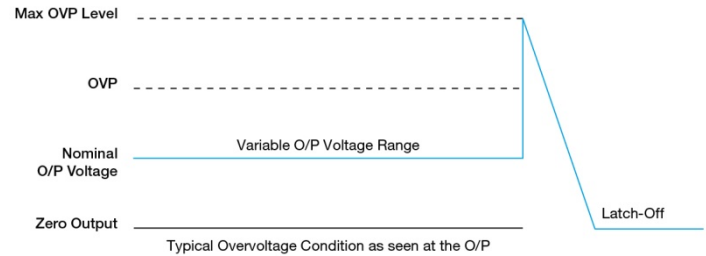 Max OVP Level
OVP
Variable O/P Voltage Range
Nominal
O/P Voltage
Zero Output
Latch-Off
Typical Overvoltage Condition as seen at the O/P